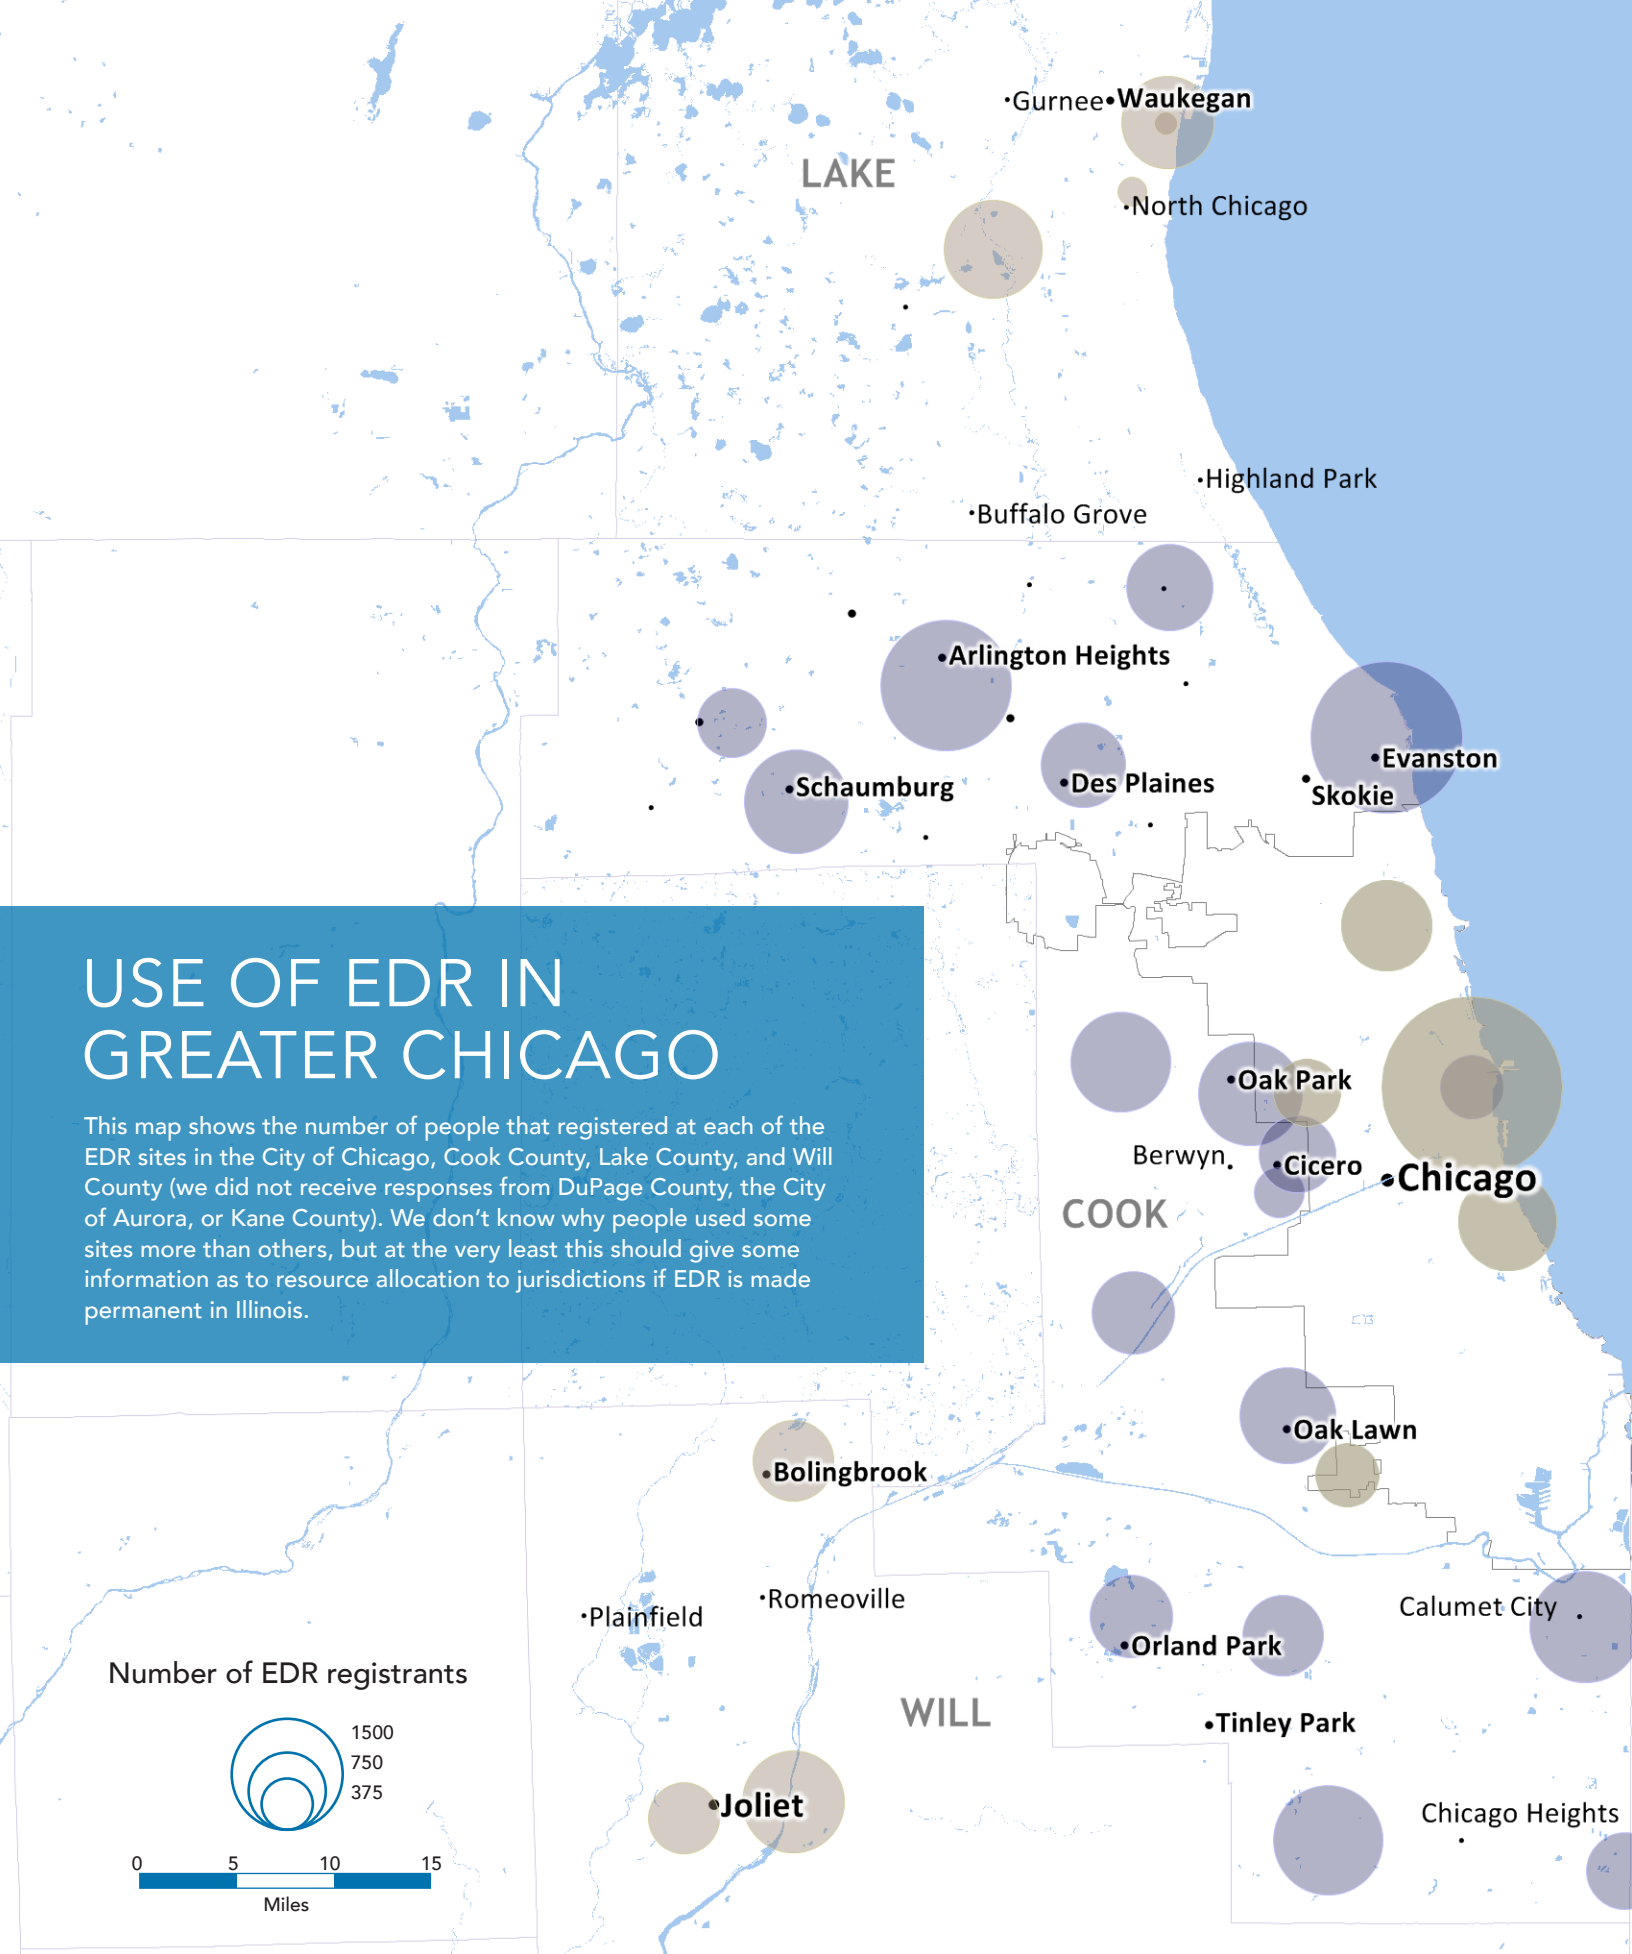 Gurnee
Waukegan
LAKE
North Chicago
Highland Park
Buffalo Grove
Arlington Heights
Evanston
Schaumburg
Des Plaines
Skokie
USE OF EDR IN
GREATER CHICAGO
This map shows the number of people that registered at each of the
EDR sites in the City of Chicago, Cook County, Lake County, and Will
County (we did not receive responses from DuPage County, the City
of Aurora, or Kane County). We don't know why people used some
sites more than others, but at the very least this should give some
information as to resource allocation to jurisdictions if EDR is made
permanent in Illinois.
Oak Park
Berwyn
Cicero
Chicago
COOK
Oak Lawn
Bolingbrook
Romeoville
Plainfield
Calumet City
Orland Park
Number of EDR registrants
WILL
Tinley Park
1500
750
375
Joliet
Chicago Heights
0 5 10 15
Miles